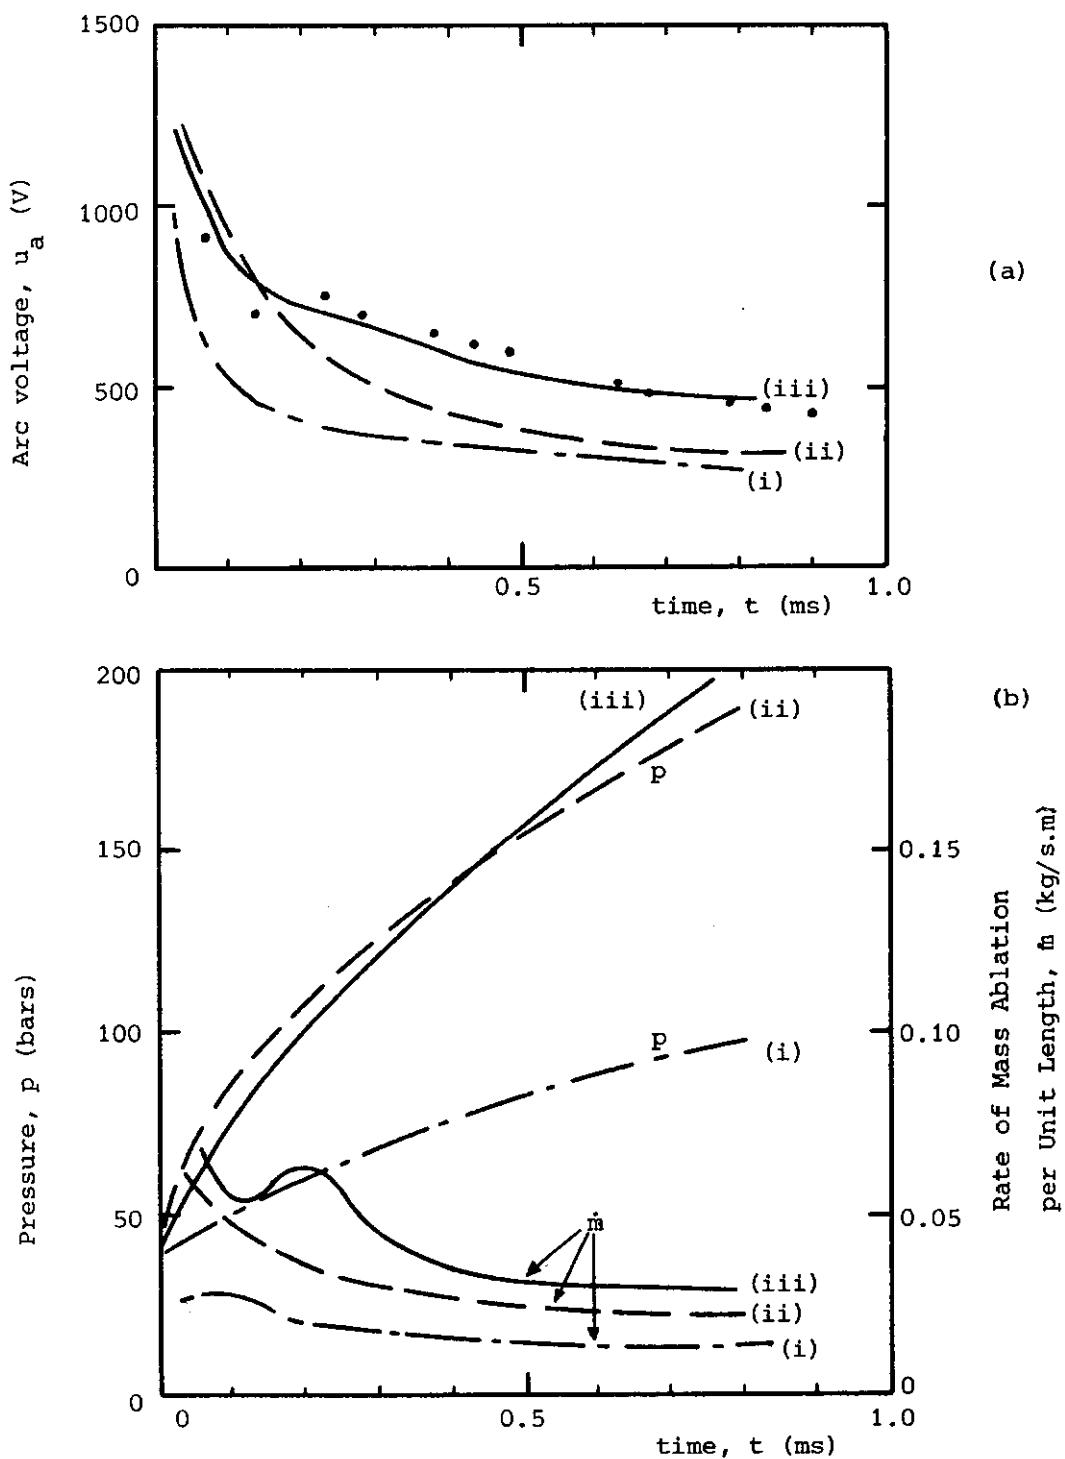 1500
1000
500
0
Arc voltage, u_a (V)
(iii)
(ii)
(i)
0.5
1.0
time, t (ms)
(a)
200
150
100
50
0
Pressure, p (bars)
(iii)
(ii)
p
p
(i)
ṁ
(iii)
(ii)
(i)
0.15
0.10
0.05
0
Rate of Mass Ablation
per Unit Length, ṁ (kg/s.m)
0
0.5
1.0
time, t (ms)
(b)